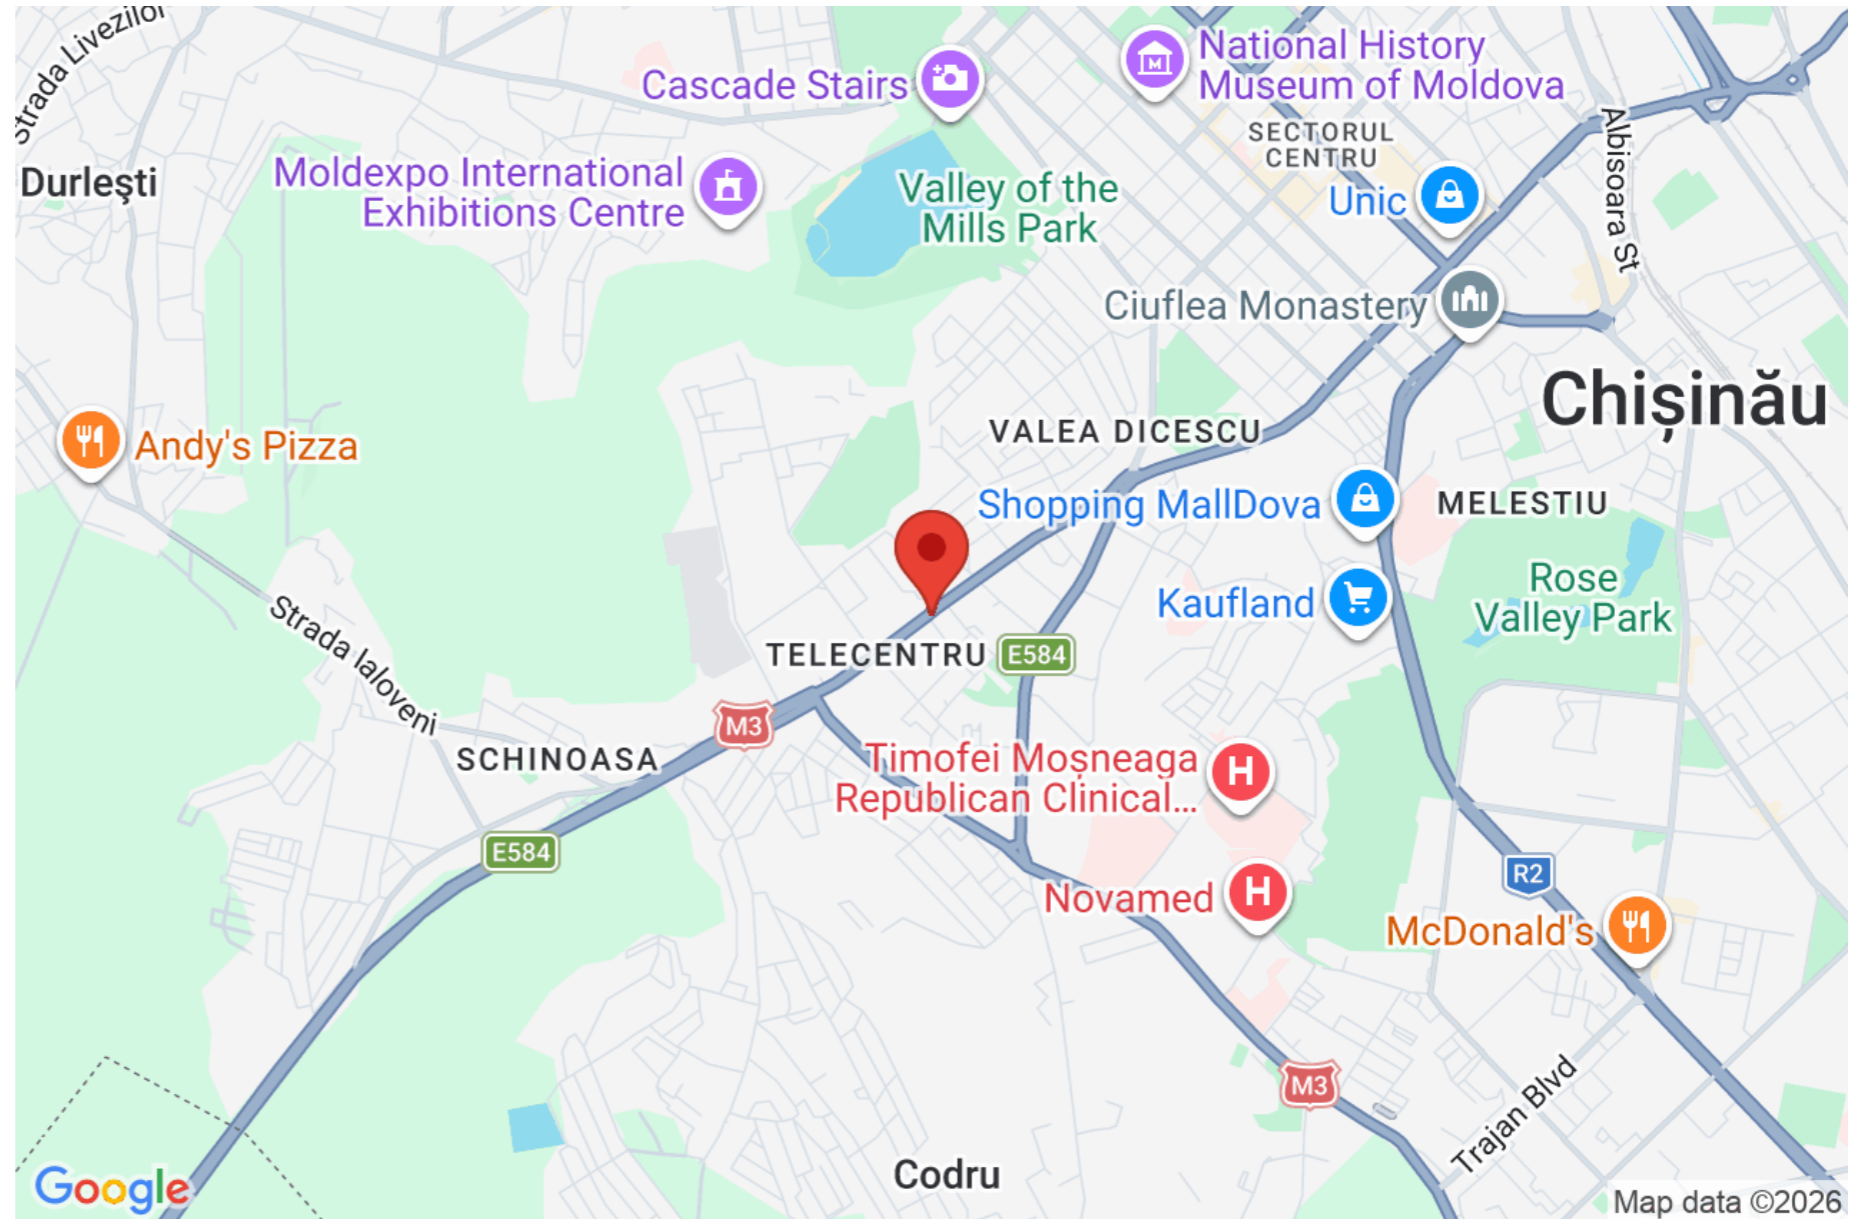 Strada Livezilor
National History
Museum of Moldova
Cascade Stairs
SECTORUL
CENTRU
Albisoara St
Durleşti
Moldexpo International
Exhibitions Centre
Valley of the
Mills Park
Unic
Ciuflea Monastery
Chișinău
Andy's Pizza
VALEA DICESCU
Shopping MallDova
MELESTIU
Rose
Valley Park
Kaufland
Strada Ialoveni
TELECENTRU
E584
M3
SCHINOASA
Timofei Moșneaga
Republican Clinical...
E584
R2
Novamed
McDonald's
M3
Trajan Blvd
Codru
Google
Map data ©2026